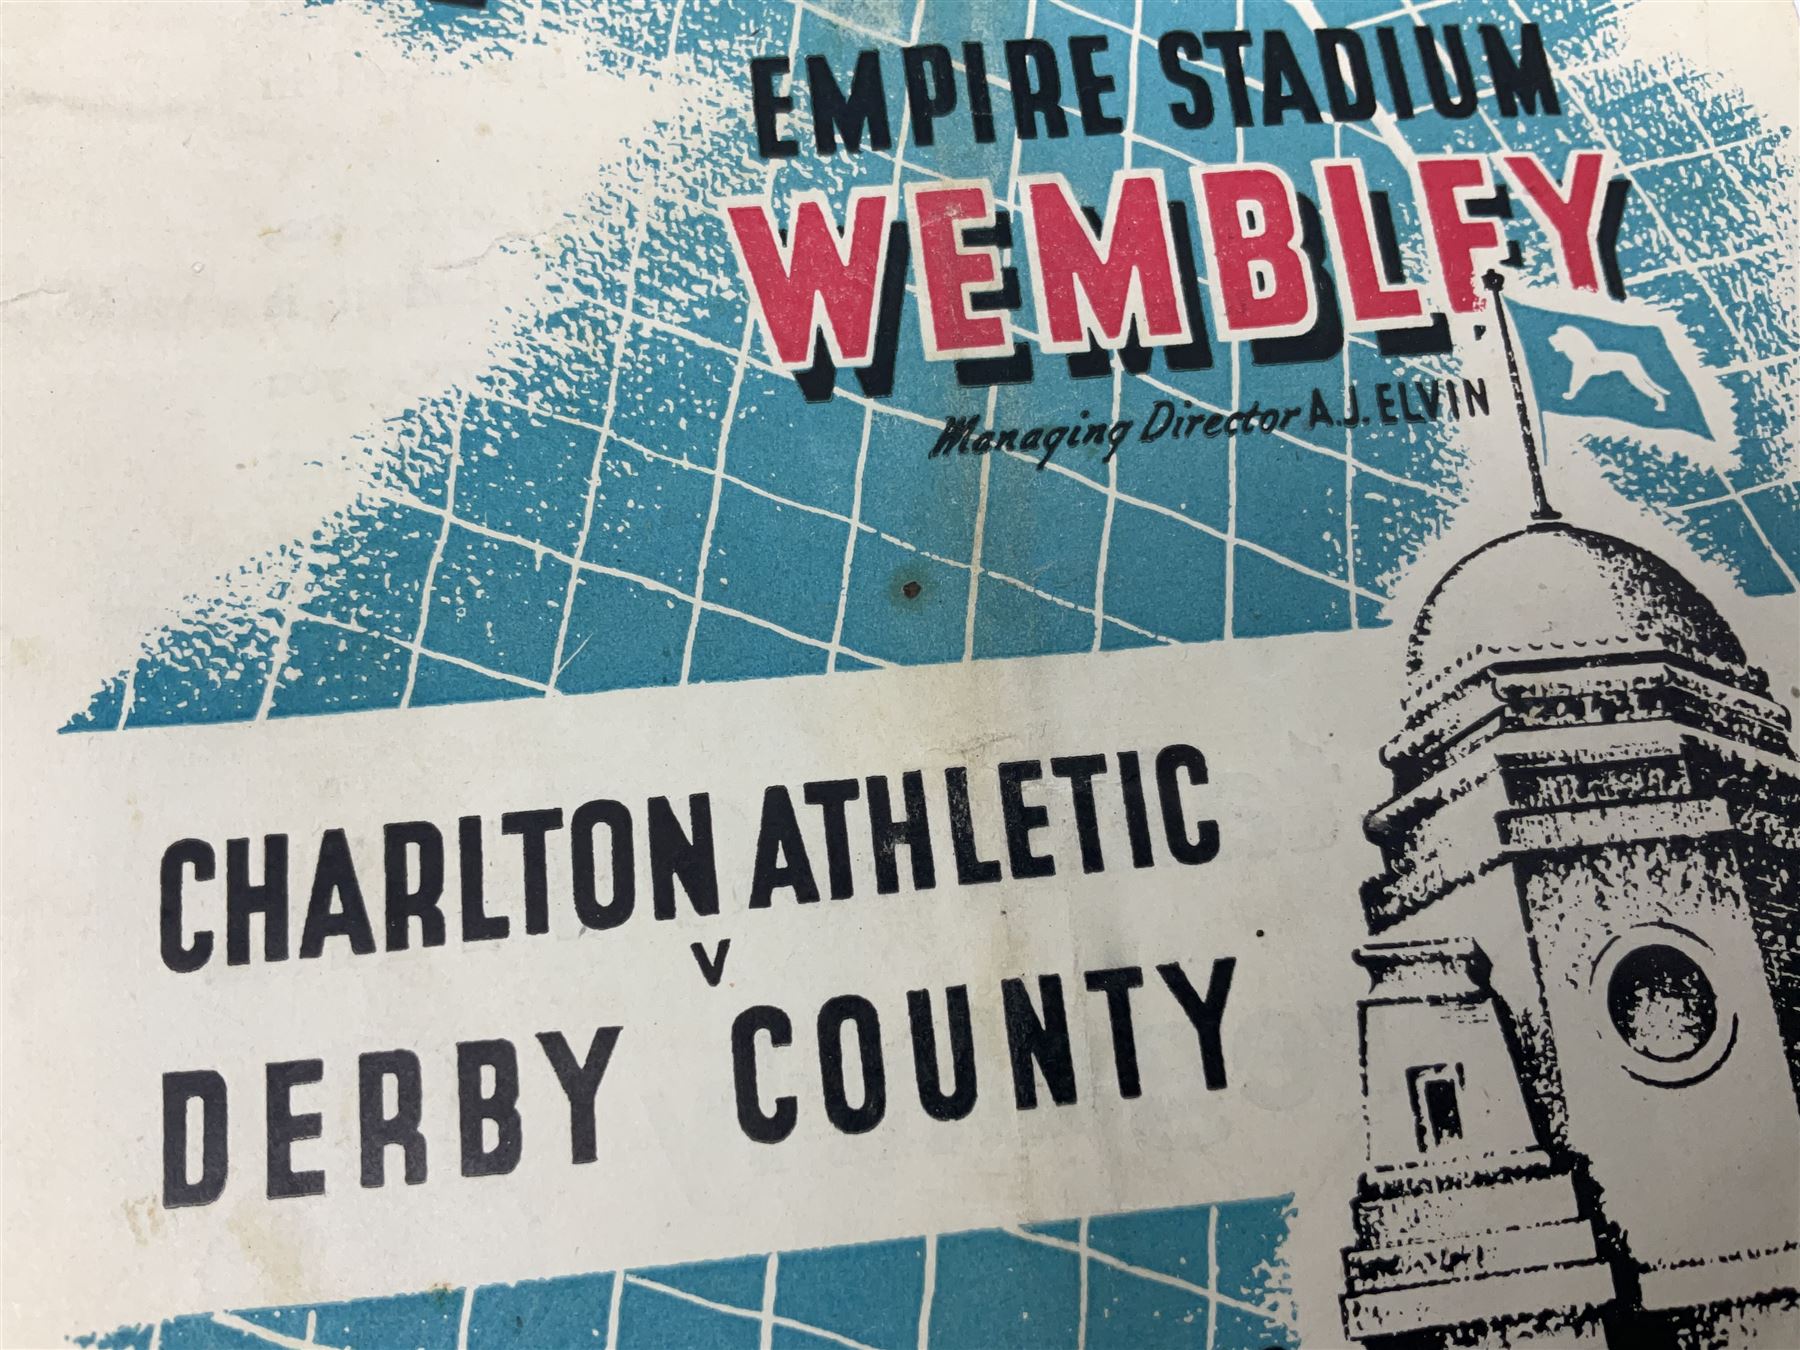 EMPIRE STADIUM
WEMBLEY
Managing Director A.J. ELVIN
CHARLTON ATHLETIC
v
DERBY COUNTY